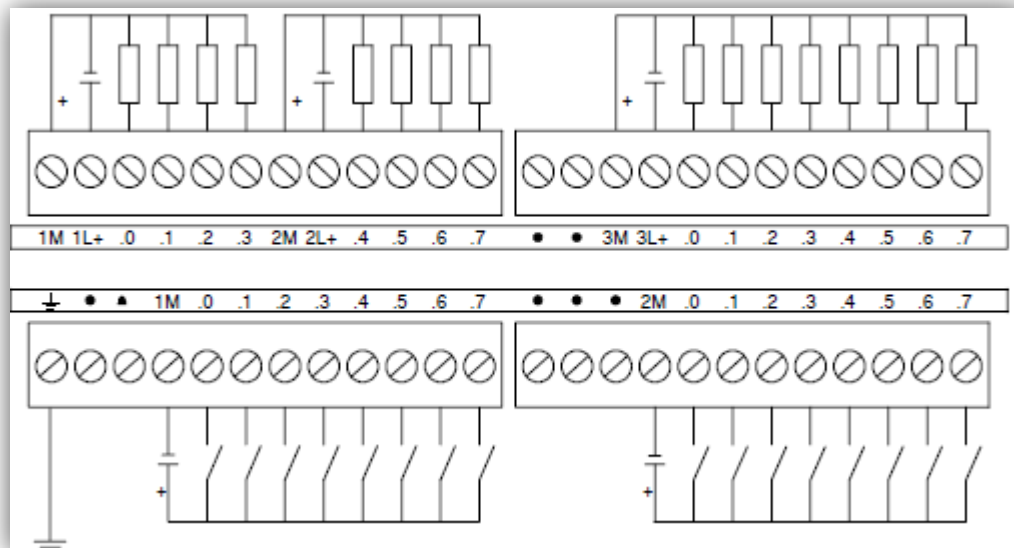 + + +
1M 1L+ .0 .1 .2 .3 2M 2L+ .4 .5 .6 .7 ● ● 3M 3L+ .0 .1 .2 .3 .4 .5 .6 .7
⏚ ● ● 1M .0 .1 .2 .3 .4 .5 .6 .7 ● ● ● 2M .0 .1 .2 .3 .4 .5 .6 .7
+ +